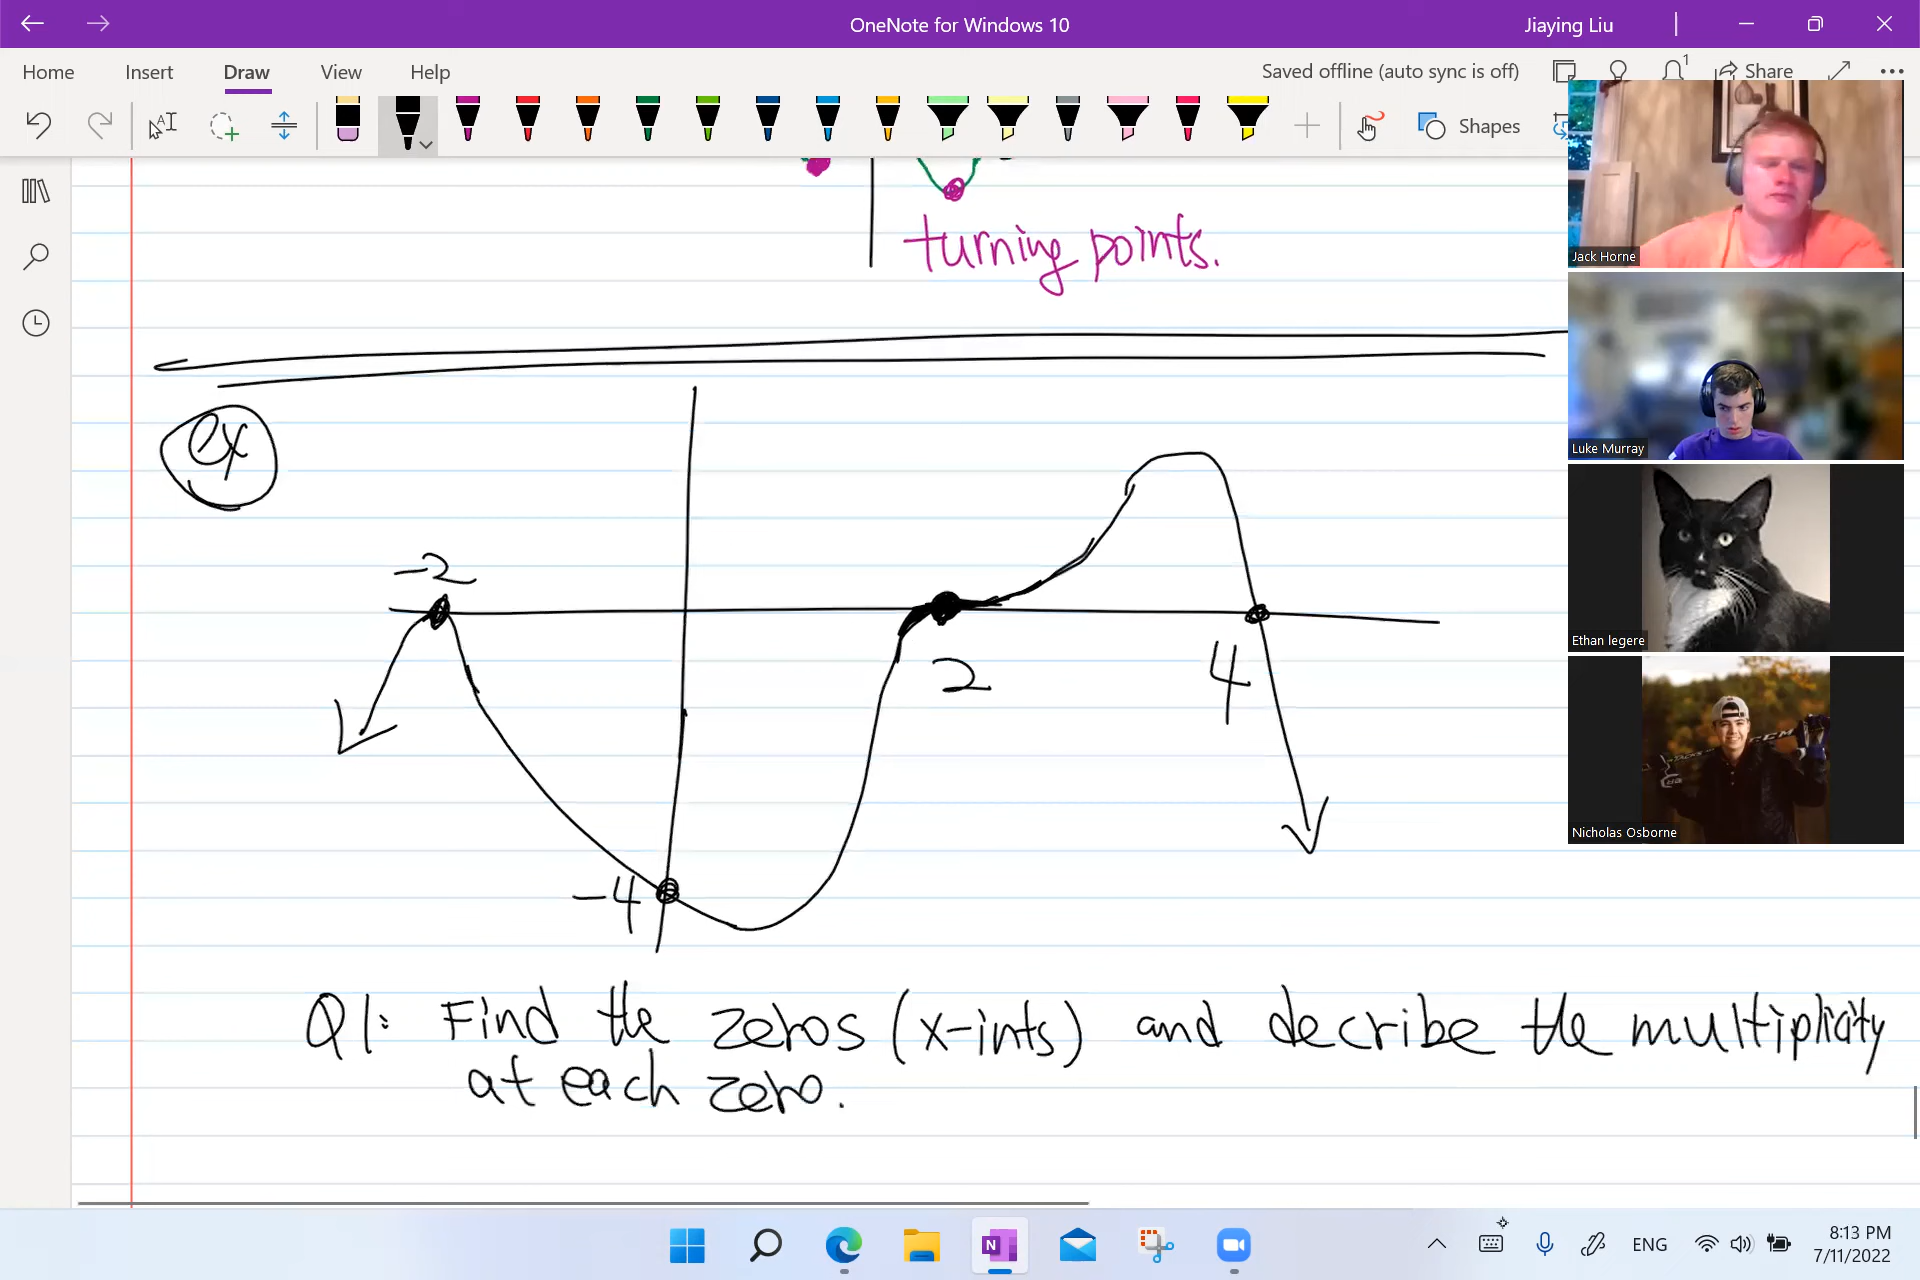 OneNote for Windows 10
Jiaying Liu
Home Insert Draw View Help
Saved offline (auto sync is off)
1
Share
Shapes
turning points.
ex
-2
2
4
-4
Q1: Find the zeros (x-ints) and decribe the multiplicity
at each zero.
Jack Horne
Luke Murray
Ethan legere
CCM
Nicholas Osborne
ENG
8:13 PM
7/11/2022